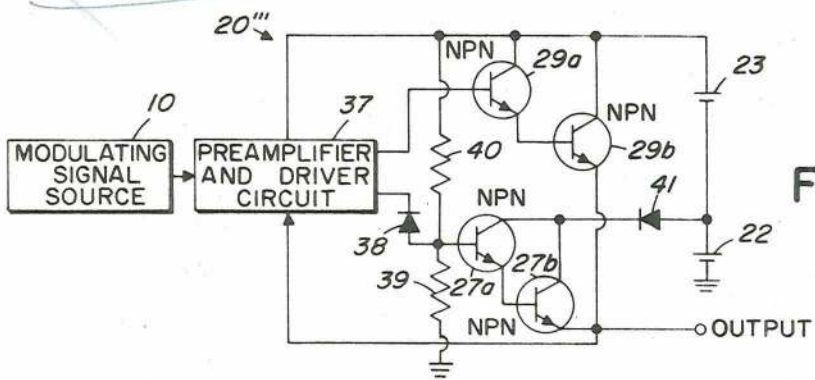 20'''
NPN
29a
23
10
37
MODULATING
SIGNAL
SOURCE
PREAMPLIFIER
AND DRIVER
CIRCUIT
40
NPN
29b
NPN
41
F
38
27b
22
39
27a
NPN
OUTPUT